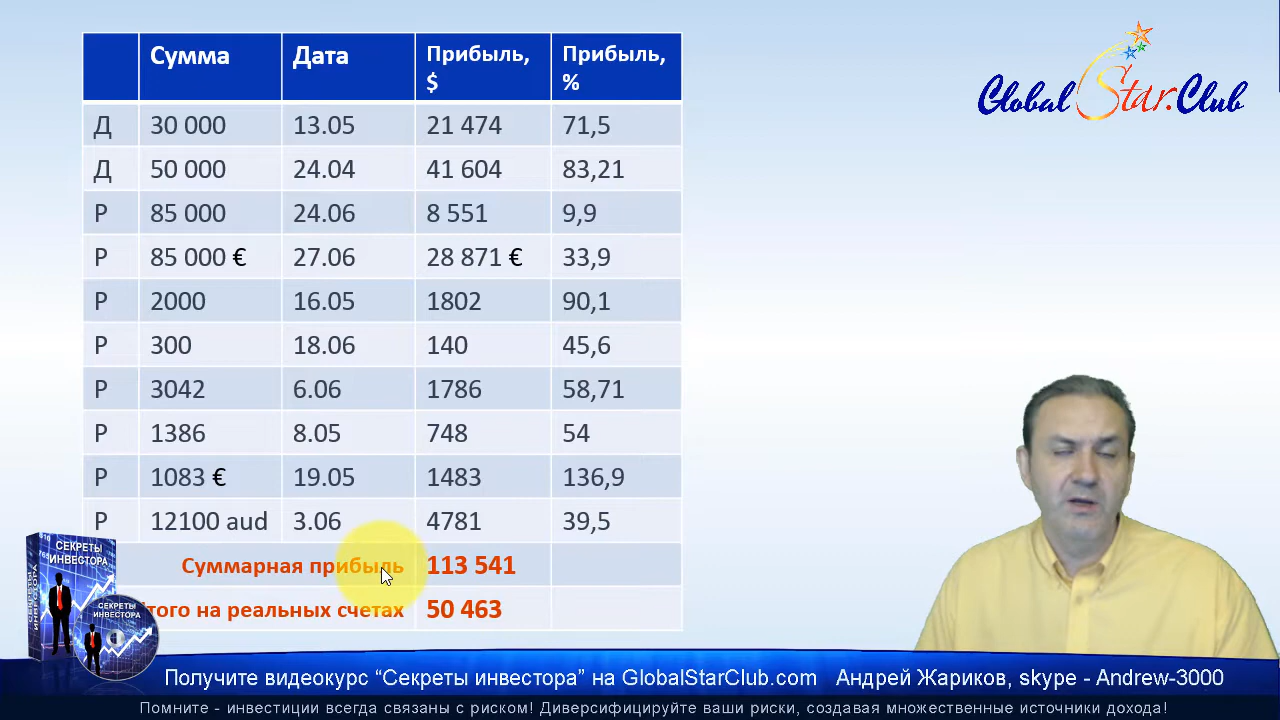 Сумма Дата Прибыль, $ Прибыль, %
Д 30 000 13.05 21 474 71,5
Д 50 000 24.04 41 604 83,21
Р 85 000 24.06 8 551 9,9
Р 85 000 € 27.06 28 871 € 33,9
Р 2000 16.05 1802 90,1
Р 300 18.06 140 45,6
Р 3042 6.06 1786 58,71
Р 1386 8.05 748 54
Р 1083 € 19.05 1483 136,9
Р 12100 aud 3.06 4781 39,5
Суммарная прибыль 113 541
того на реальных счетах 50 463
Global Star.Club
СЕКРЕТЫ
ИНВЕСТОРА
СЕКРЕТЫ
ИНВЕСТОРА
Получите видеокурс “Секреты инвестора” на GlobalStarClub.com Андрей Жариков, skype - Andrew-3000
Помните - инвестиции всегда связаны с риском! Диверсифицируйте ваши риски, создавая множественные источники дохода!